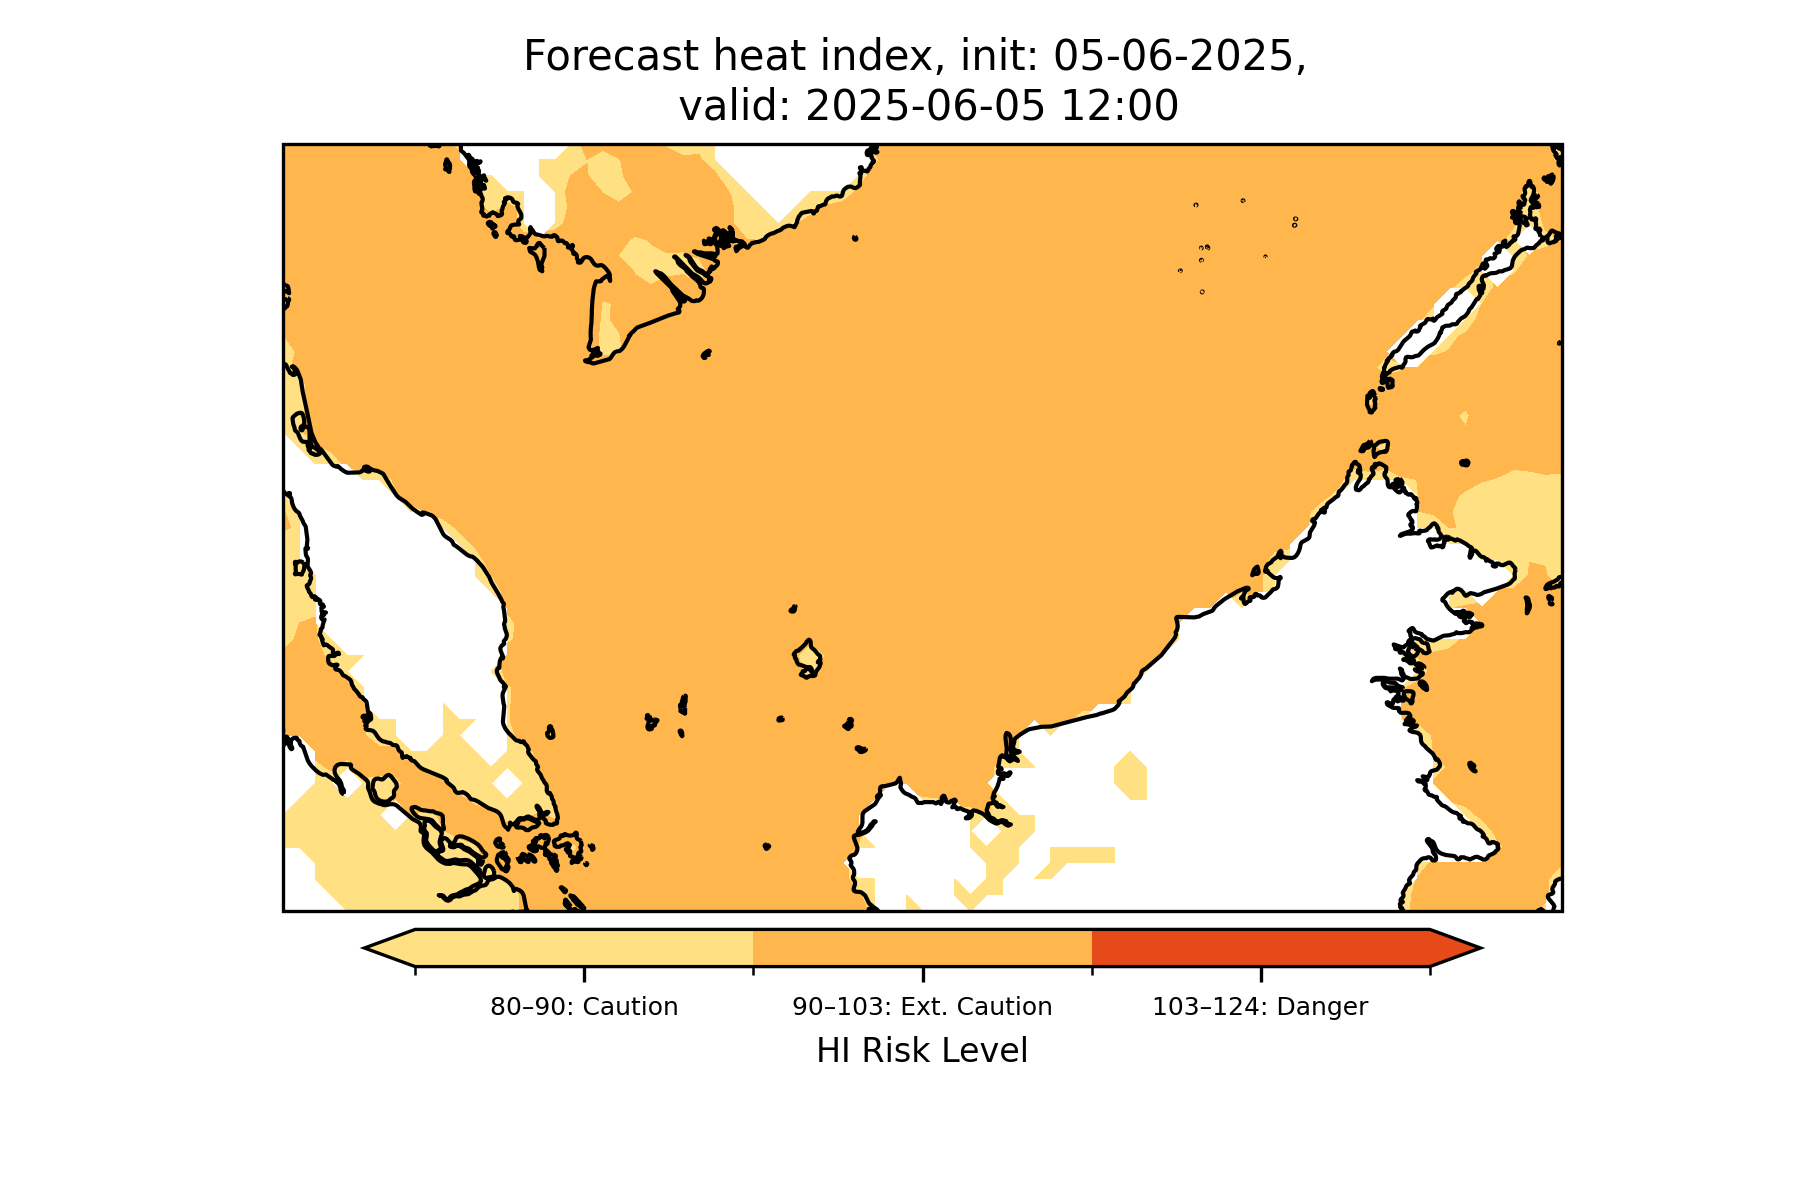 Forecast heat index, init: 05-06-2025,
valid: 2025-06-05 12:00
80–90: Caution
90–103: Ext. Caution
103–124: Danger
HI Risk Level